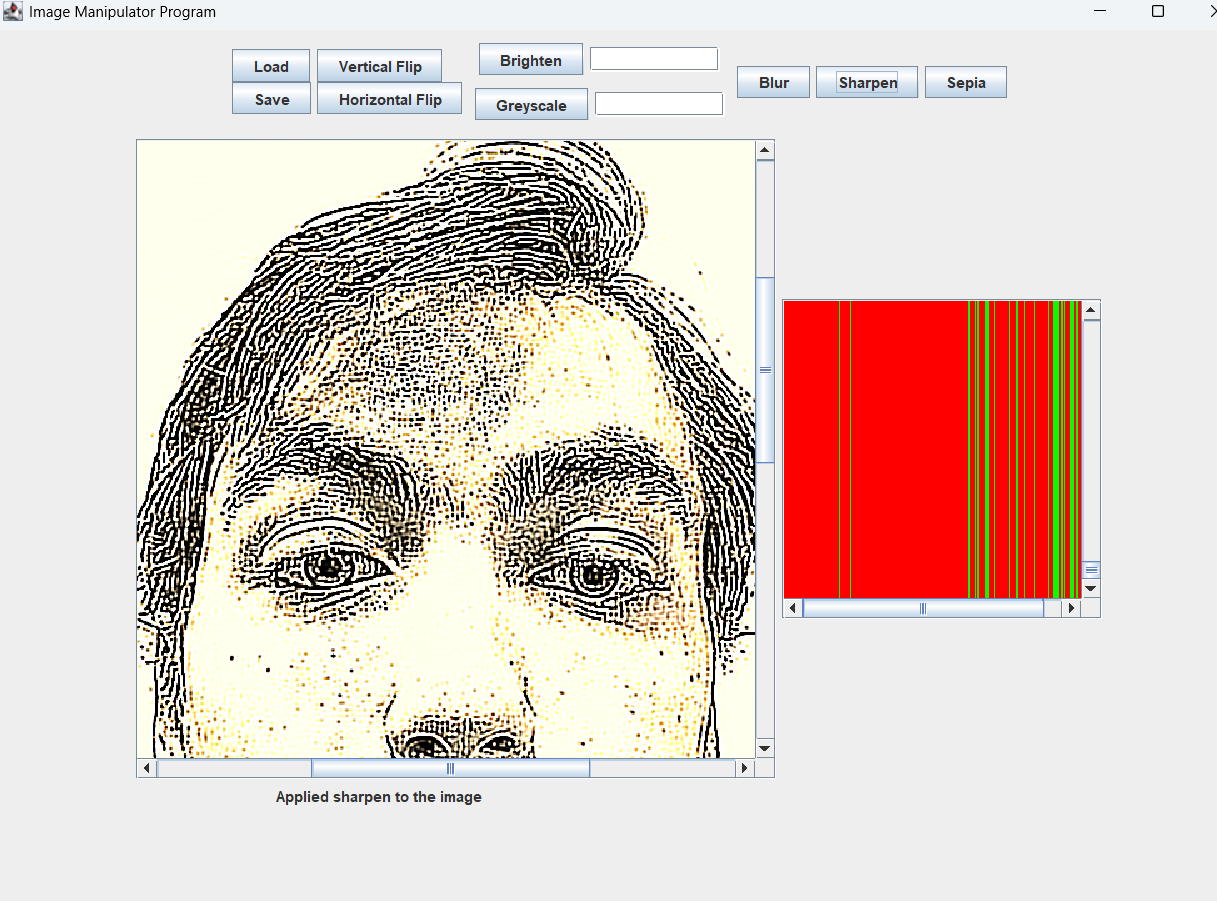 Image Manipulator Program
Load
Vertical Flip
Brighten
Save
Horizontal Flip
Greyscale
Blur
Sharpen
Sepia
Applied sharpen to the image